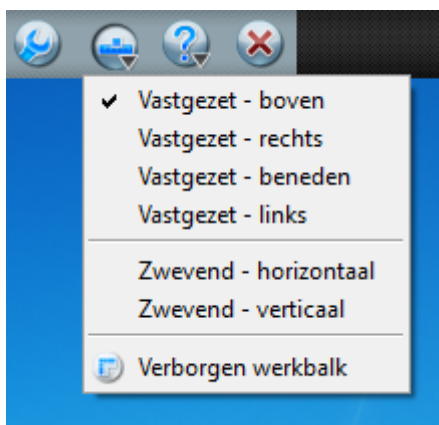 Vastgezet - boven
Vastgezet - rechts
Vastgezet - beneden
Vastgezet - links
Zwevend - horizontaal
Zwevend - verticaal
Verborgen werkbalk